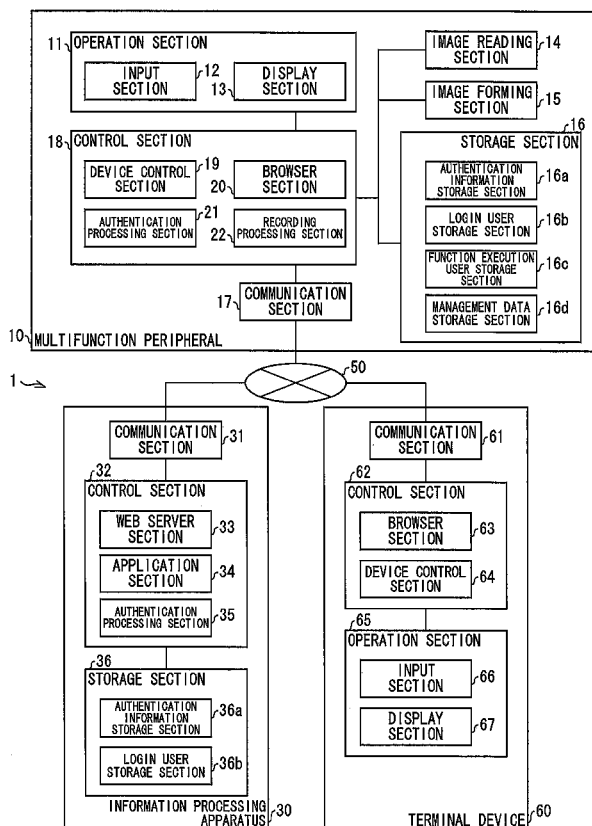 11
OPERATION SECTION
INPUT
SECTION
12
13
DISPLAY
SECTION
IMAGE READING
SECTION
14
IMAGE FORMING
SECTION
15
18
CONTROL SECTION
DEVICE CONTROL
SECTION
19
20
BROWSER
SECTION
AUTHENTICATION
PROCESSING SECTION
21
22
RECORDING
PROCESSING SECTION
16
STORAGE SECTION
AUTHENTICATION
INFORMATION
STORAGE SECTION
16a
LOGIN USER
STORAGE SECTION
16b
FUNCTION EXECUTION
USER STORAGE
SECTION
16c
MANAGEMENT DATA
STORAGE SECTION
16d
17
COMMUNICATION
SECTION
10
MULTIFUNCTION PERIPHERAL
1
50
COMMUNICATION
SECTION
31
32
CONTROL SECTION
WEB SERVER
SECTION
33
APPLICATION
SECTION
34
AUTHENTICATION
PROCESSING SECTION
35
36
STORAGE SECTION
AUTHENTICATION
INFORMATION
STORAGE SECTION
36a
LOGIN USER
STORAGE SECTION
36b
INFORMATION PROCESSING
APPARATUS
30
COMMUNICATION
SECTION
61
62
CONTROL SECTION
BROWSER
SECTION
63
DEVICE CONTROL
SECTION
64
65
OPERATION SECTION
INPUT
SECTION
66
DISPLAY
SECTION
67
TERMINAL DEVICE
60